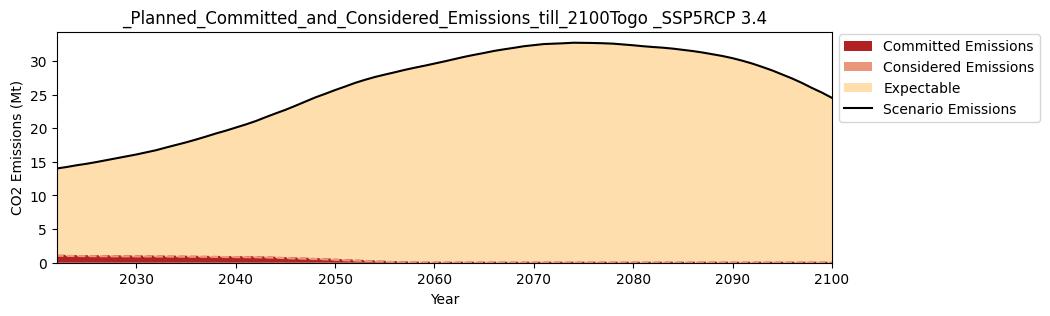 _Planned_Committed_and_Considered_Emissions_till_2100Togo _SSP5RCP 3.4
Committed Emissions
Considered Emissions
Expectable
Scenario Emissions
CO2 Emissions (Mt)
30
25
20
15
10
5
0
2030 2040 2050 2060 2070 2080 2090 2100
Year